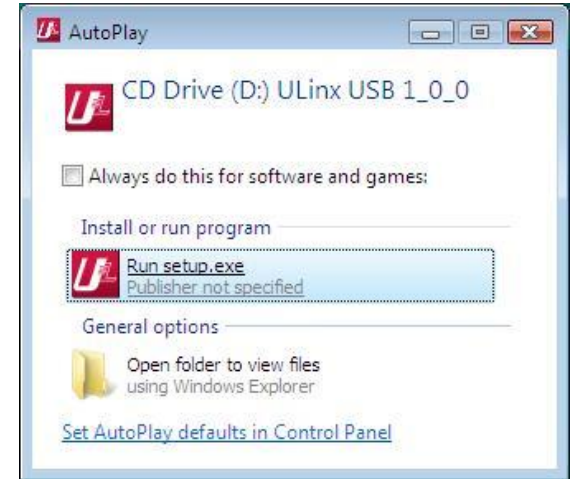 AutoPlay
CD Drive (D:) ULinx USB 1_0_0
Always do this for software and games:
Install or run program
Run setup.exe
Publisher not specified
General options
Open folder to view files
using Windows Explorer
Set AutoPlay defaults in Control Panel